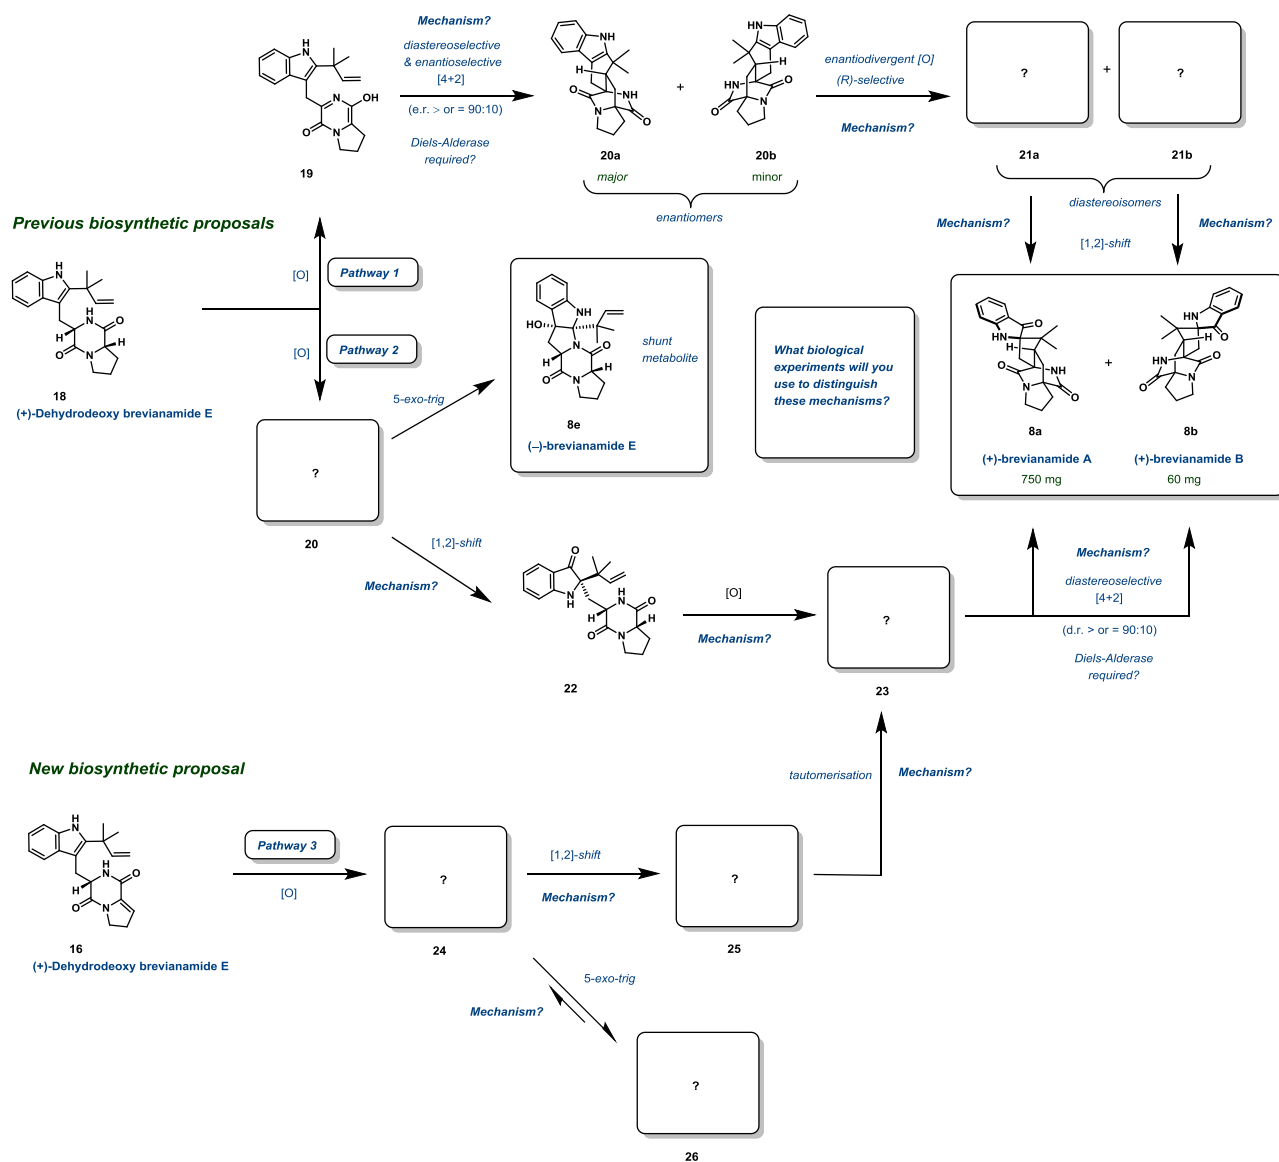 Mechanism?
diastereoselective
& enantioselective
[4+2]
(e.r. > or = 90:10)
Diels-Alderase
required?
19
20a
major
+
20b
minor
enantiomers
enantiodivergent [O]
(R)-selective
Mechanism?
?
+
?
21a
21b
diastereoisomers
Mechanism?
[1,2]-shift
Mechanism?
Previous biosynthetic proposals
[O]
Pathway 1
[O]
Pathway 2
18
(+)-Dehydrodeoxy brevianamide E
?
20
5-exo-trig
shunt
metabolite
8e
(–)-brevianamide E
What biological
experiments will you
use to distinguish
these mechanisms?
+
8a
8b
(+)-brevianamide A
(+)-brevianamide B
750 mg
60 mg
[1,2]-shift
Mechanism?
22
[O]
Mechanism?
?
23
Mechanism?
diastereoselective
[4+2]
(d.r. > or = 90:10)
Diels-Alderase
required?
New biosynthetic proposal
16
(+)-Dehydrodeoxy brevianamide E
Pathway 3
[O]
?
24
[1,2]-shift
Mechanism?
?
25
tautomerisation
Mechanism?
5-exo-trig
Mechanism?
?
26